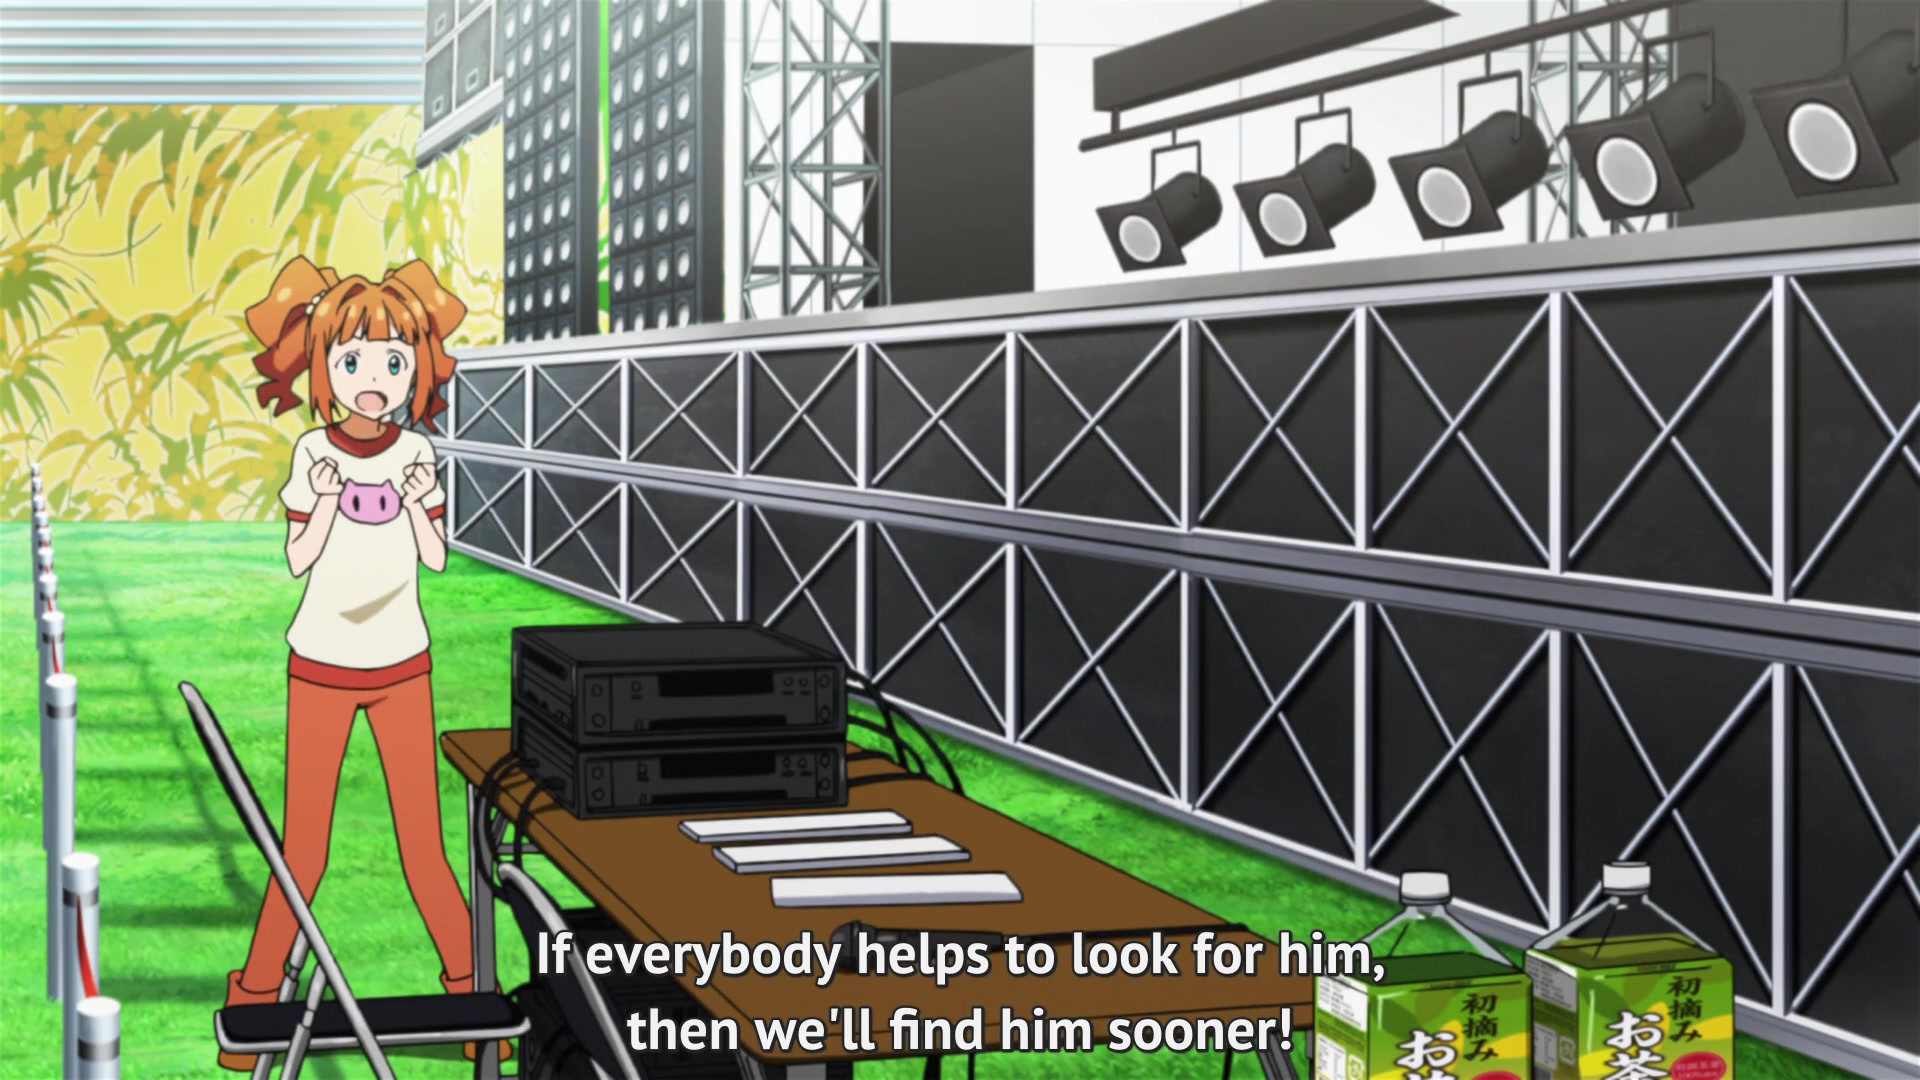 If everybody helps to look for him,
then we'll find him sooner!
初摘み
お茶
初摘み
お茶